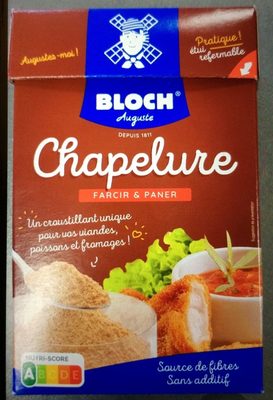 Augustez-moi !
Pratique !
étui
refermable
BLOCH®
Auguste
DEPUIS 1811
Chapelure
FARCIR & PANER
Un croustillant unique
pour vos viandes,
poissons et fromages !
NUTRI-SCORE
A B C D E
Source de fibres
Sans additif